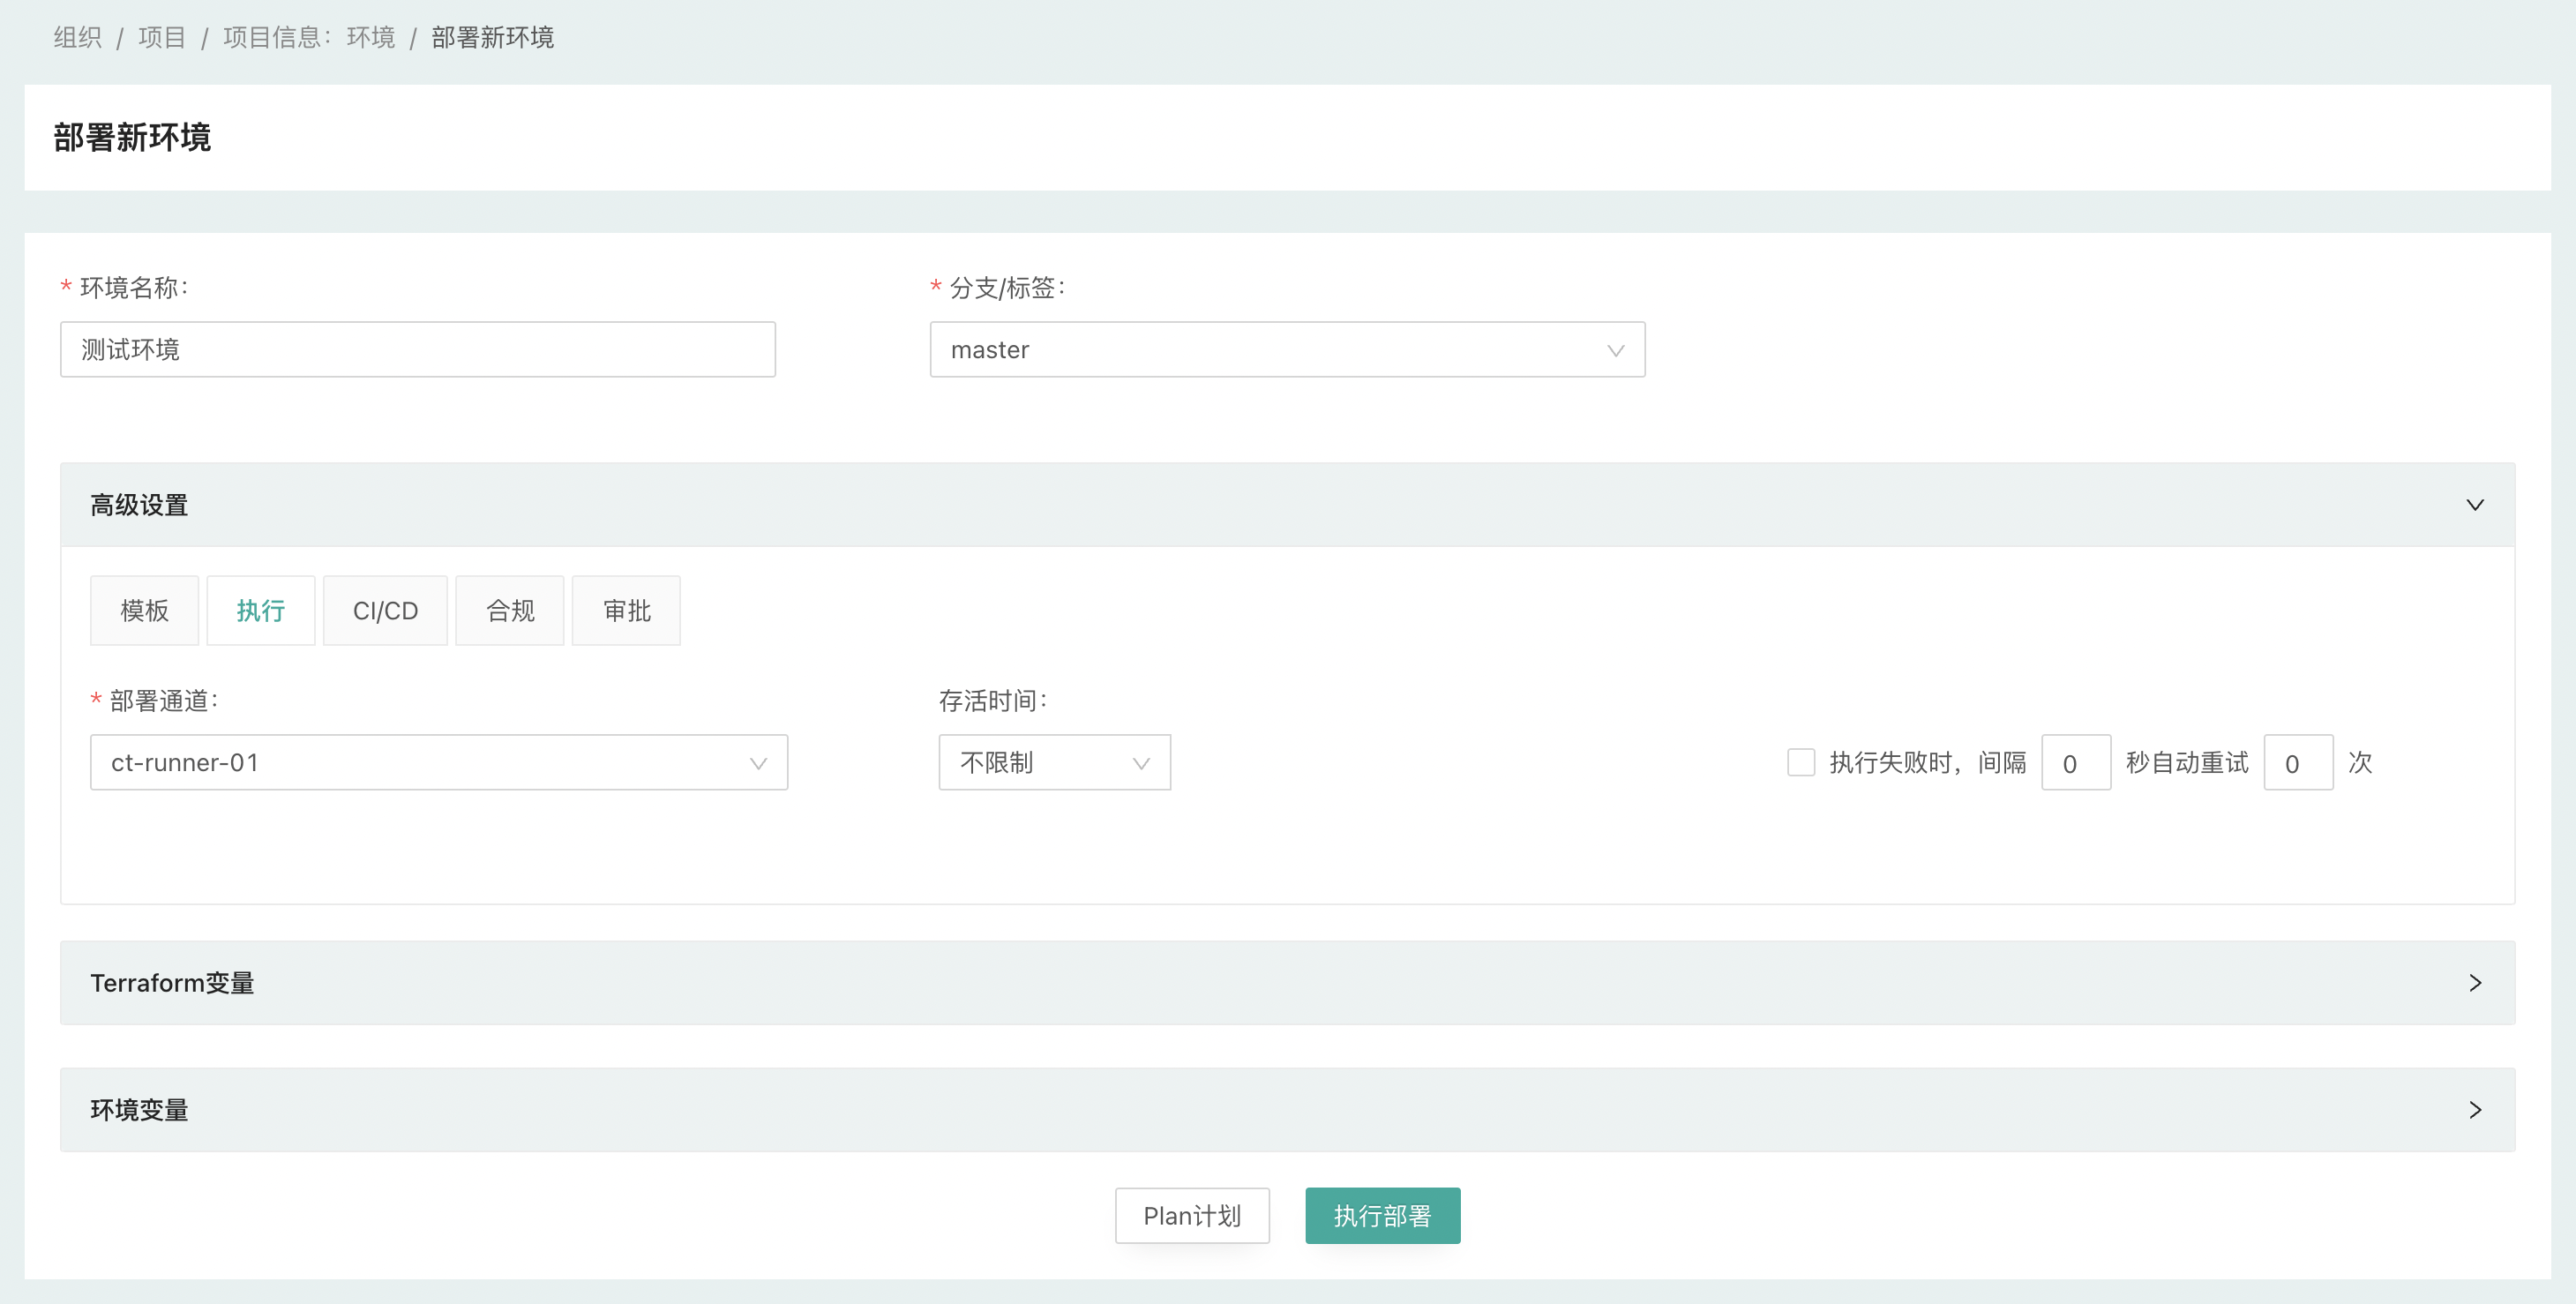 组织 / 项目 / 项目信息：环境 / 部署新环境
部署新环境
* 环境名称：
* 分支/标签：
测试环境
master
高级设置
模板
执行
CI/CD
合规
审批
* 部署通道：
存活时间：
ct-runner-01
不限制
执行失败时，间隔 0 秒自动重试 0 次
Terraform变量
环境变量
Plan计划
执行部署